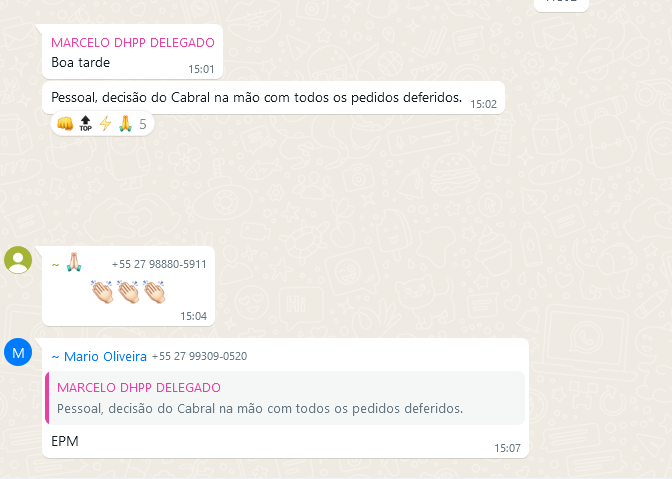 MARCELO DHPP DELEGADO
Boa tarde
15:01
Pessoal, decisão do Cabral na mão com todos os pedidos deferidos.
15:02
👊 🔝 ⚡ 🙏 5
~ 🙏🏻 +55 27 98880-5911
👏🏻👏🏻👏🏻
15:04
M
~ Mario Oliveira +55 27 99309-0520
MARCELO DHPP DELEGADO
Pessoal, decisão do Cabral na mão com todos os pedidos deferidos.
EPM
15:07